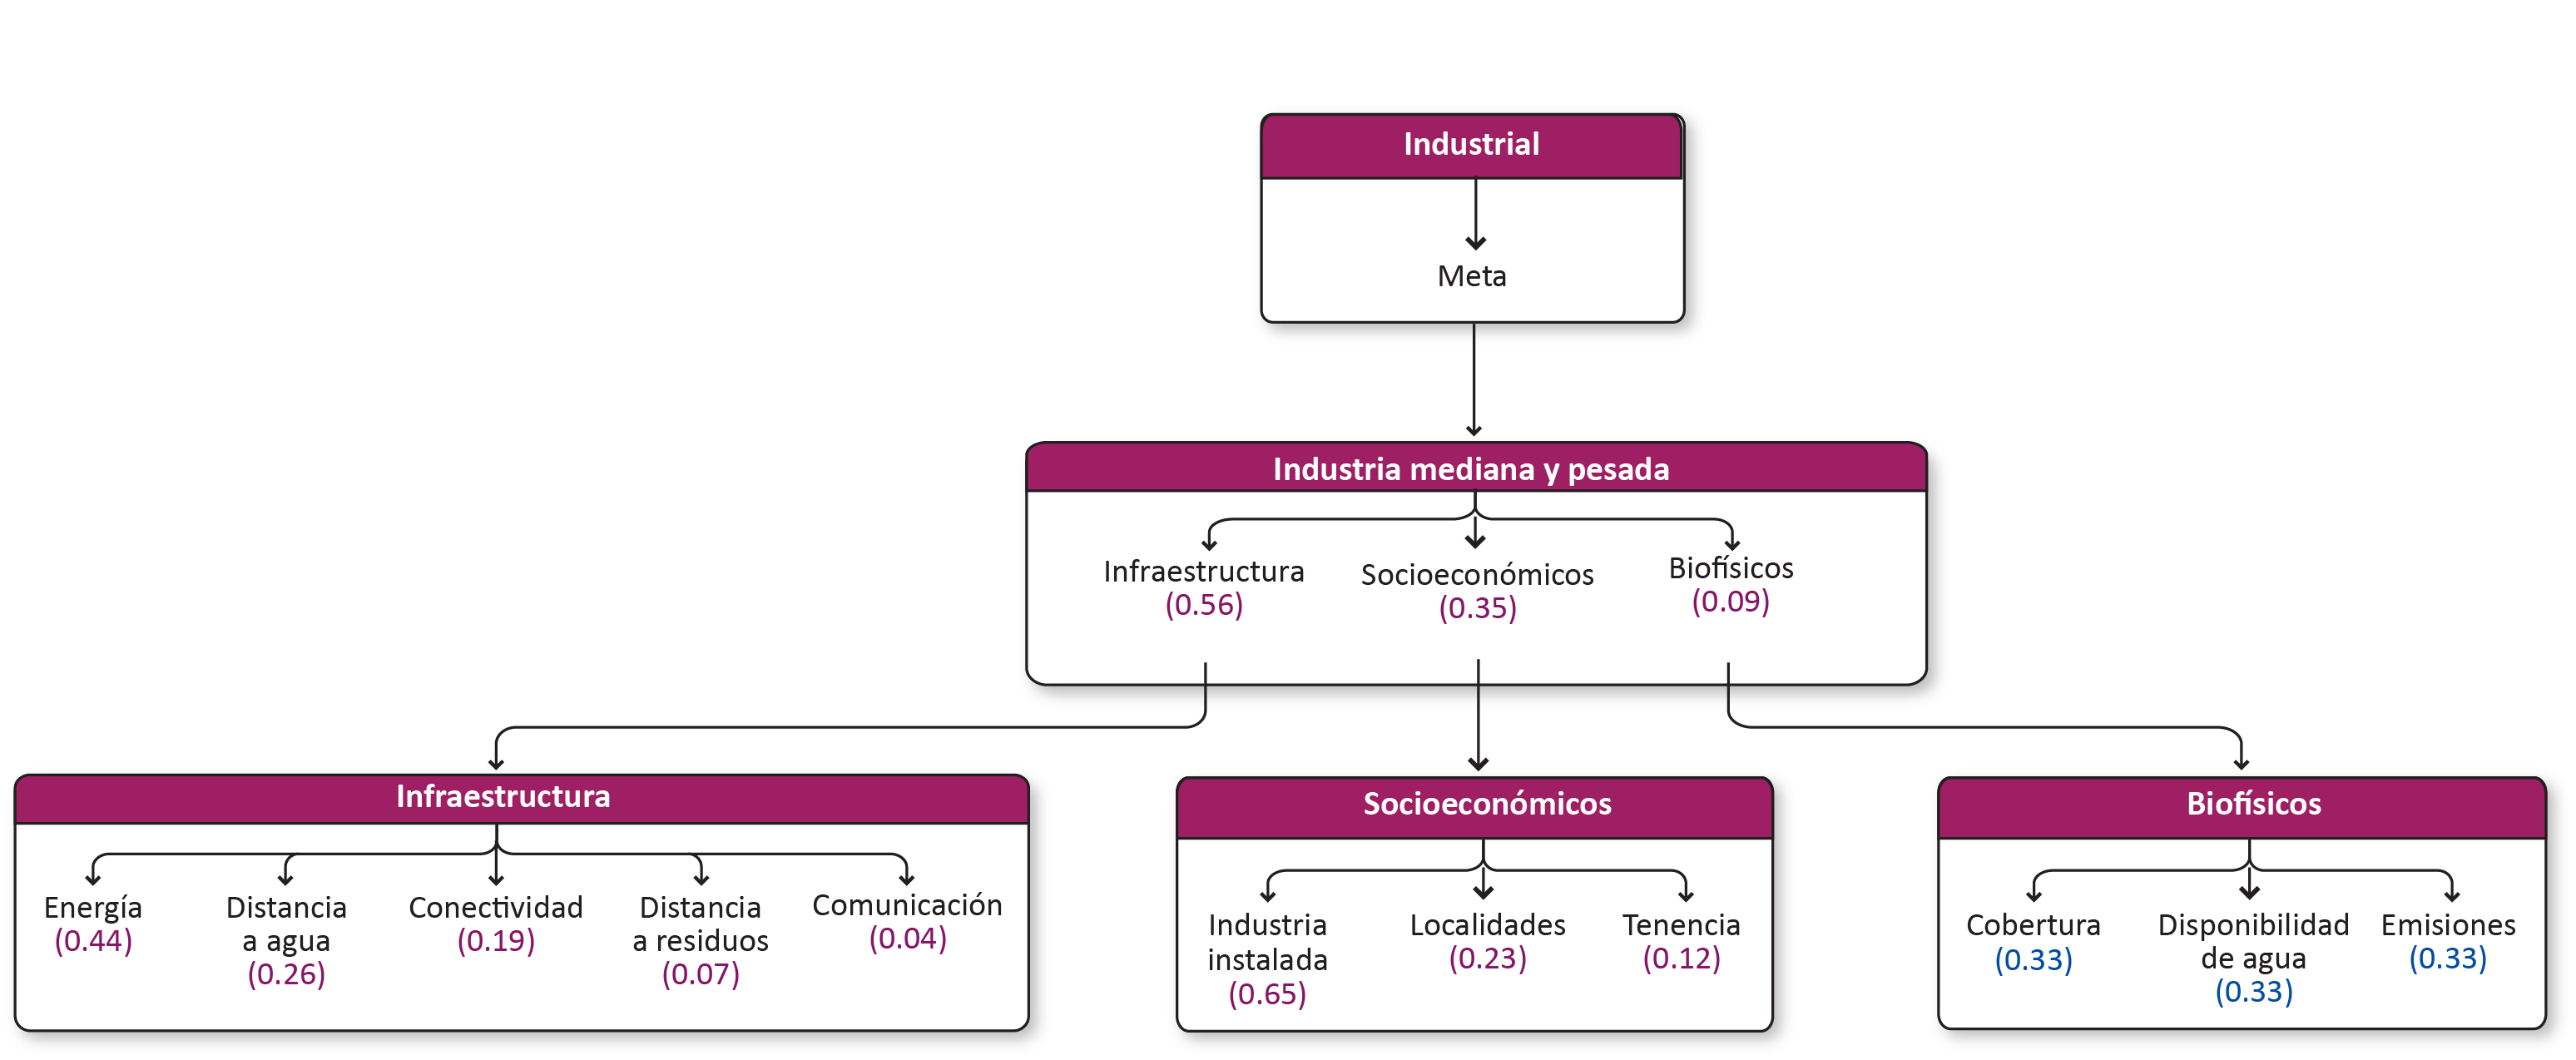 Industrial
Meta
Industria mediana y pesada
Infraestructura
(0.56)
Socioeconómicos
(0.35)
Biofísicos
(0.09)
Infraestructura
Energía
(0.44)
Distancia
a agua
(0.26)
Conectividad
(0.19)
Distancia
a residuos
(0.07)
Comunicación
(0.04)
Socioeconómicos
Industria
instalada
(0.65)
Localidades
(0.23)
Tenencia
(0.12)
Biofísicos
Cobertura
(0.33)
Disponibilidad
de agua
(0.33)
Emisiones
(0.33)